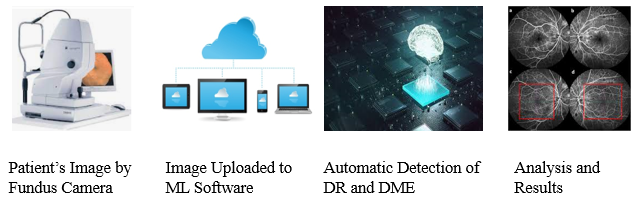 a b
c d
Patient's Image by
Fundus Camera
Image Uploaded to
ML Software
Automatic Detection of
DR and DME
Analysis and
Results